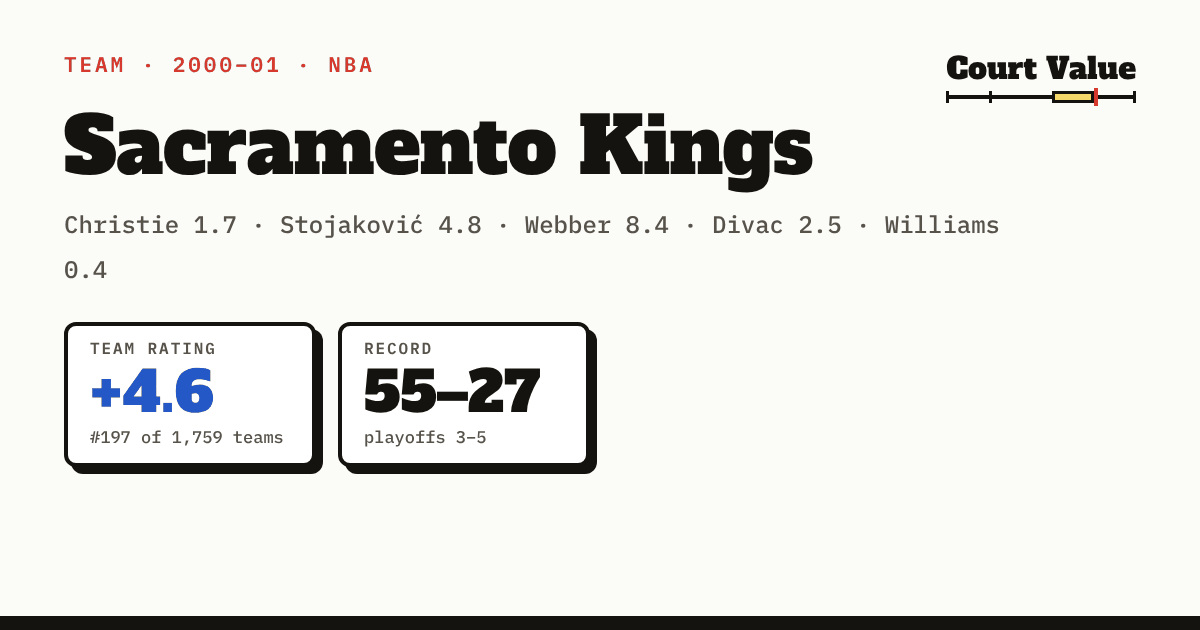 TEAM · 2000–01 · NBA
Court Value
Sacramento Kings
Christie 1.7 · Stojaković 4.8 · Webber 8.4 · Divac 2.5 · Williams
0.4
TEAM RATING
+4.6
#197 of 1,759 teams
RECORD
55–27
playoffs 3–5